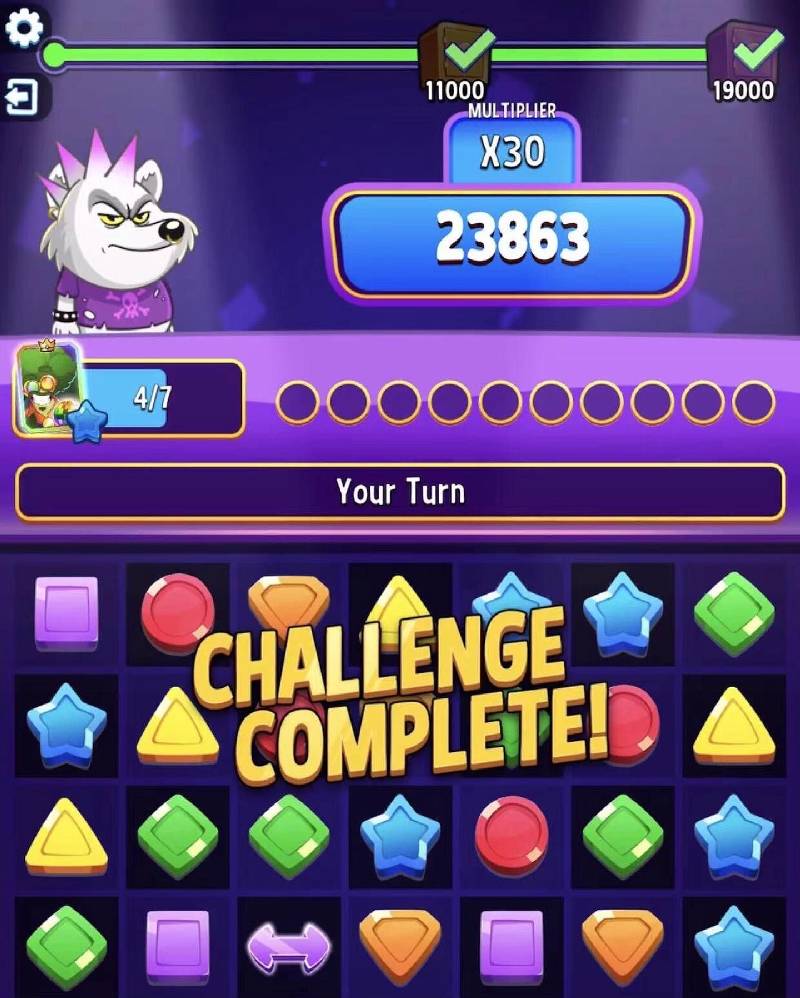 11000
19000
MULTIPLIER
X30
23863
4/7
Your Turn
CHALLENGE
COMPLETE!